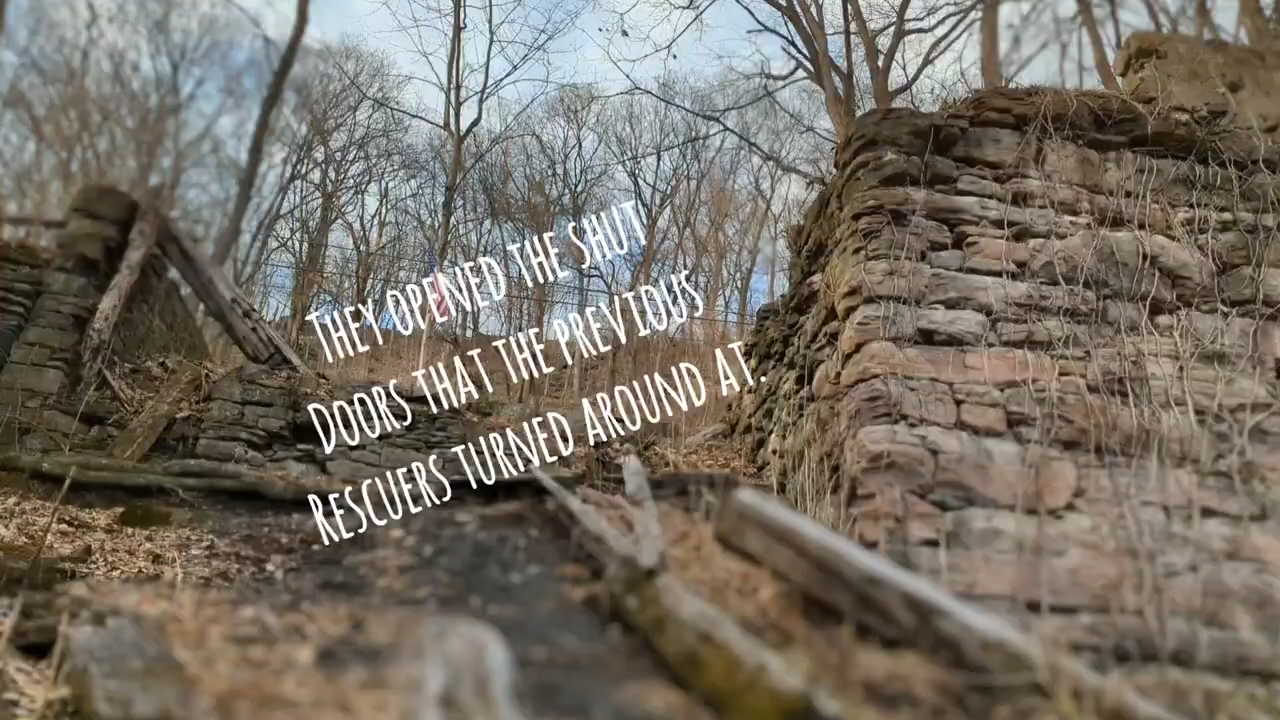 They opened the shut
Doors that the previous
Rescuers turned around at.